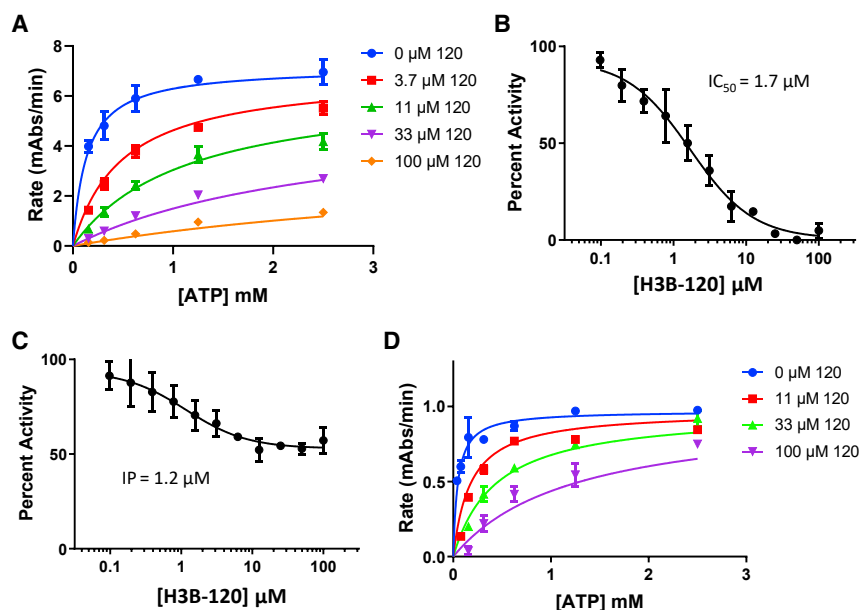 A
Rate (mAbs/min)
8
6
4
2
0
0
1
2
3
[ATP] mM
0 µM 120
3.7 µM 120
11 µM 120
33 µM 120
100 µM 120
B
Percent Activity
100
50
0
0.1
1
10
100
[H3B-120] µM
IC50 = 1.7 µM
C
Percent Activity
100
50
0
0.1
1
10
100
[H3B-120] µM
IP = 1.2 µM
D
Rate (mAbs/min)
1.0
0.5
0.0
0
1
2
3
[ATP] mM
0 µM 120
11 µM 120
33 µM 120
100 µM 120